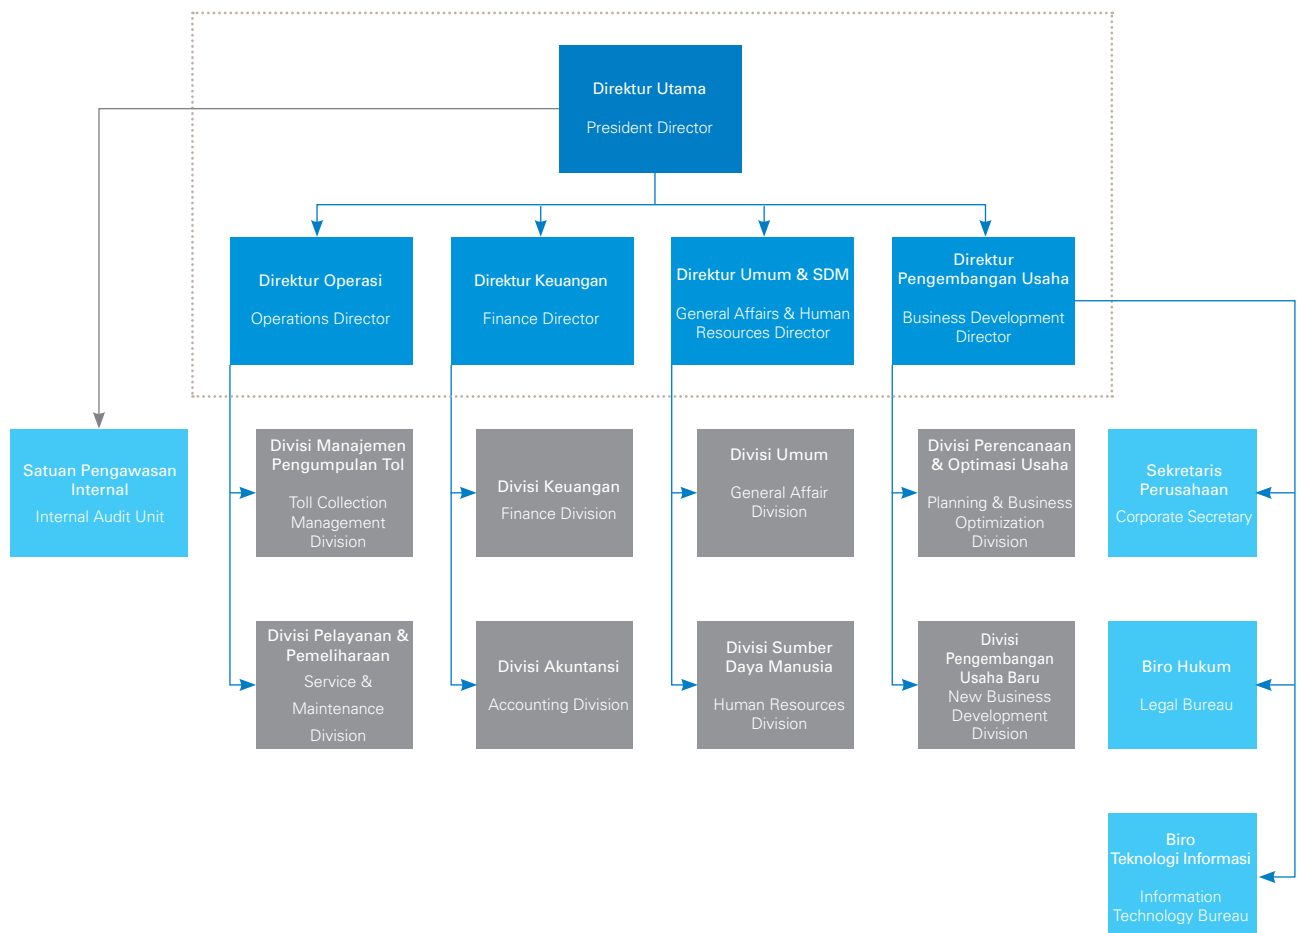 Direktur Utama
President Director
Direktur Operasi
Operations Director
Direktur Keuangan
Finance Director
Direktur Umum & SDM
General Affairs & Human
Resources Director
Direktur
Pengembangan Usaha
Business Development
Director
Satuan Pengawasan
Internal
Internal Audit Unit
Divisi Manajemen
Pengumpulan Tol
Toll Collection
Management
Division
Divisi Keuangan
Finance Division
Divisi Umum
General Affair
Division
Divisi Perencanaan
& Optimasi Usaha
Planning & Business
Optimization
Division
Sekretaris
Perusahaan
Corporate Secretary
Divisi Pelayanan &
Pemeliharaan
Service &
Maintenance
Division
Divisi Akuntansi
Accounting Division
Divisi Sumber
Daya Manusia
Human Resources
Division
Divisi
Pengembangan
Usaha Baru
New Business
Development
Division
Biro Hukum
Legal Bureau
Biro
Teknologi Informasi
Information
Technology Bureau